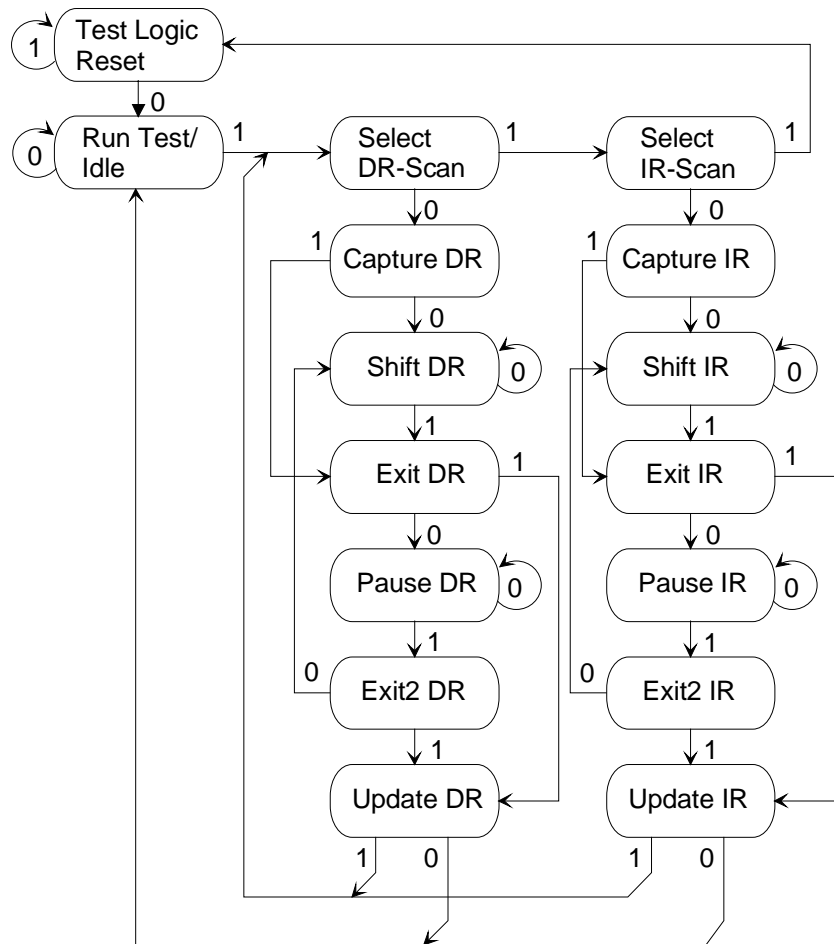 Test Logic
Reset
1
0
Run Test/
Idle
0
1
Select
DR-Scan
1
Select
IR-Scan
1
0
0
1
Capture DR
1
Capture IR
0
0
Shift DR
0
Shift IR
0
1
1
Exit DR
1
Exit IR
1
0
0
Pause DR
0
Pause IR
0
1
1
0
Exit2 DR
0
Exit2 IR
1
1
Update DR
Update IR
1
0
1
0